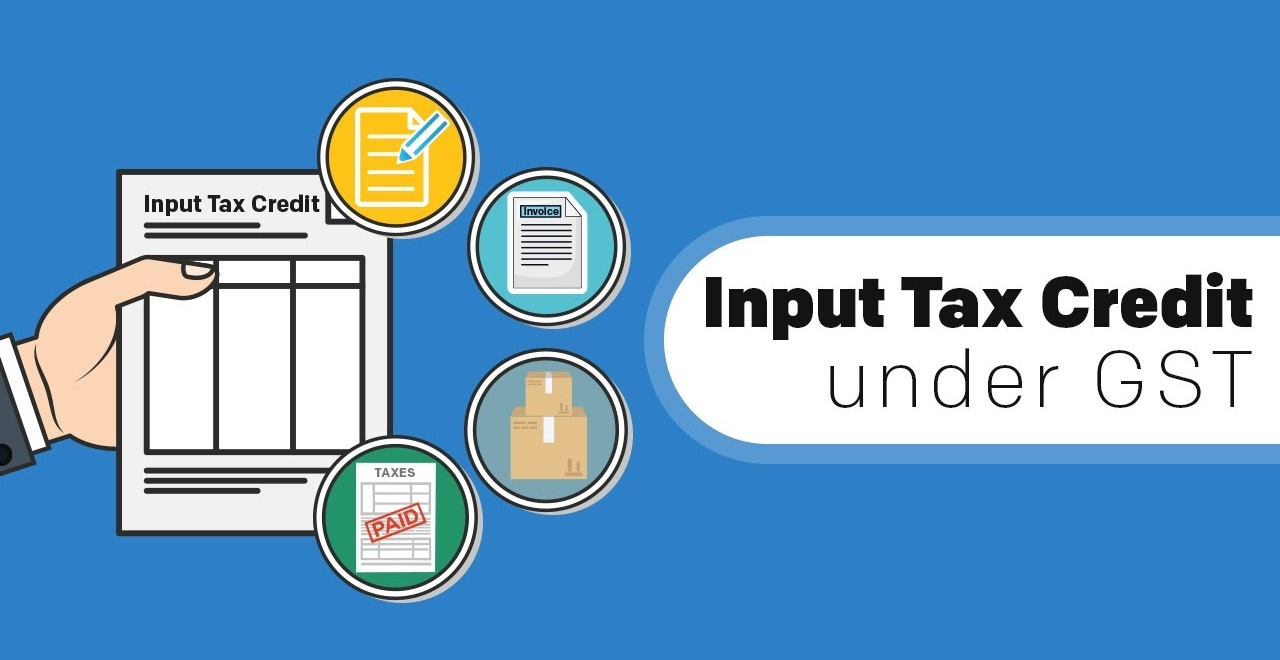 Input Tax Credit
Invoice
TAXES
PAID
Input Tax Credit
under GST